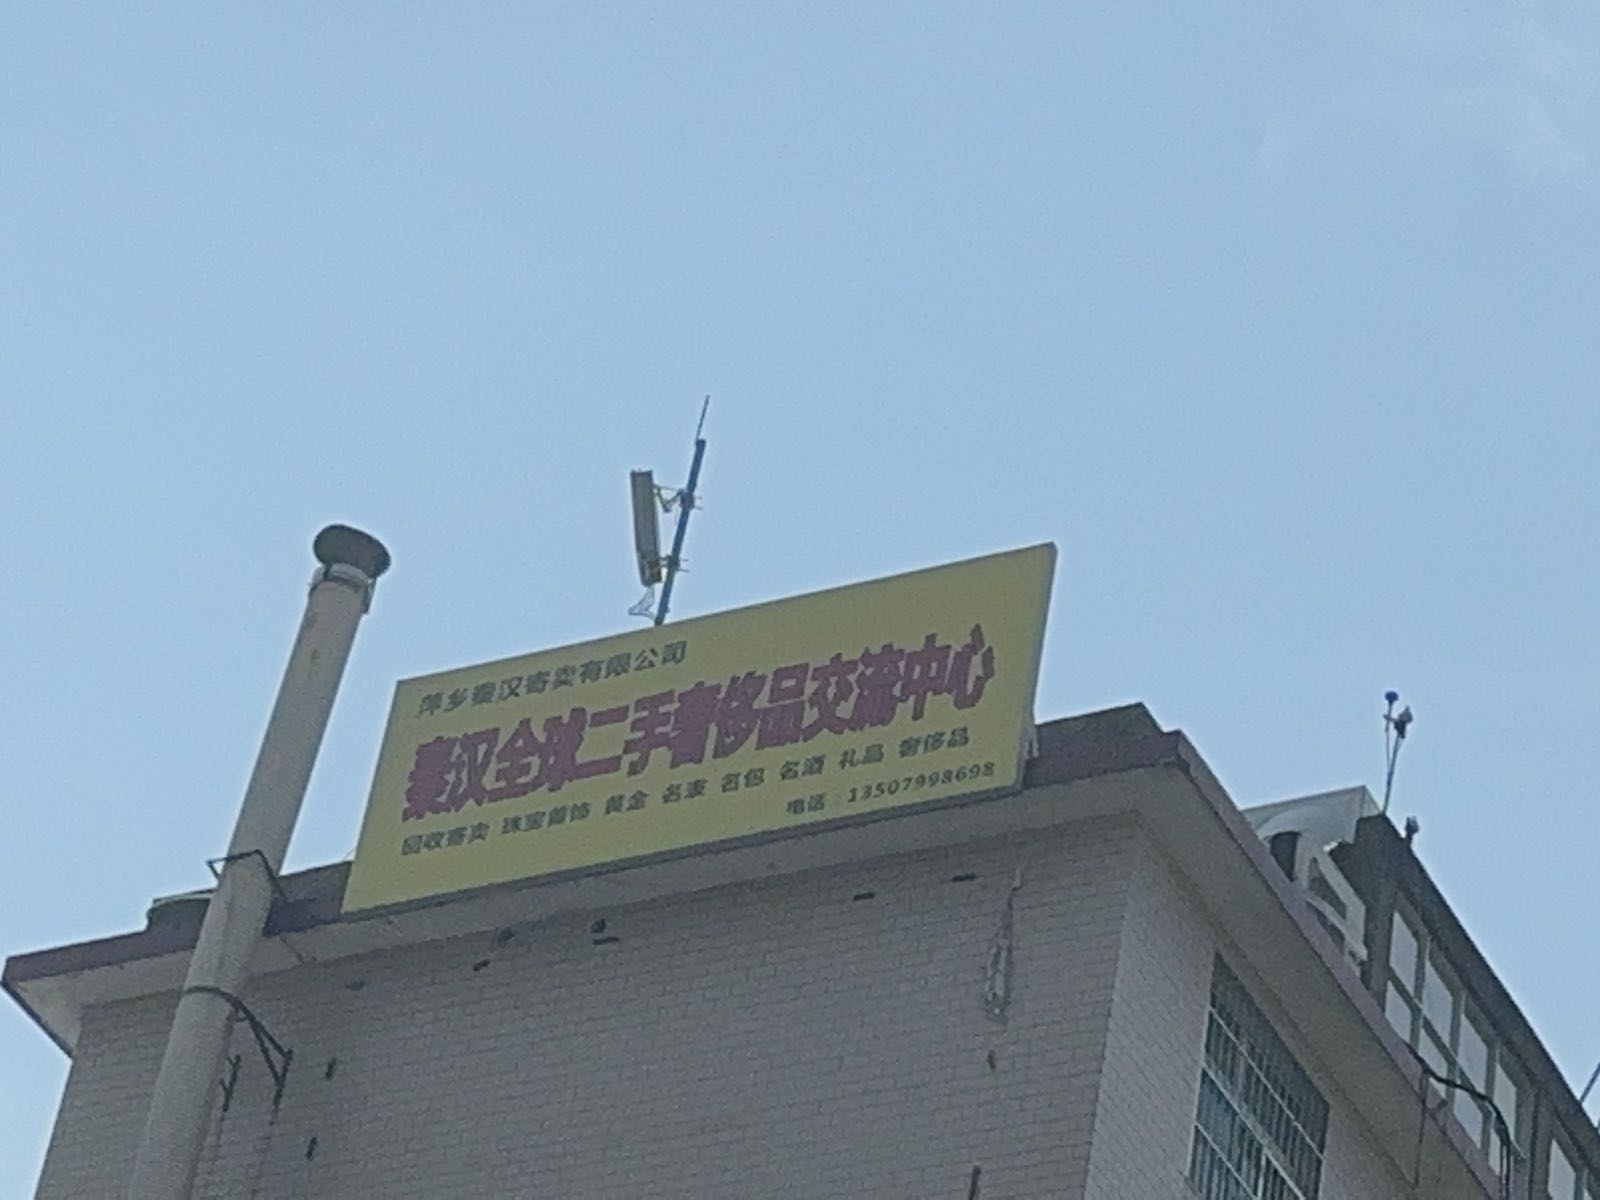 萍乡秦汉寄卖有限公司
秦汉全球二手奢侈品交流中心
回收寄卖 珠宝首饰 黄金 名表 名包 名酒 礼品 奢侈品
电话：13507998698